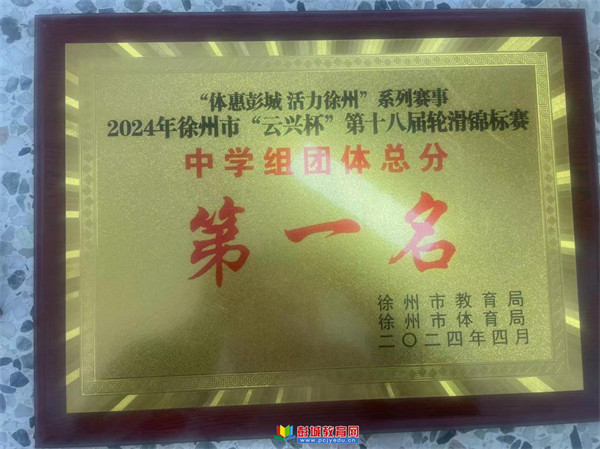 “体惠彭城 活力徐州”系列赛事
2024年徐州市“云兴杯”第十八届轮滑锦标赛
中学组团体总分
第一名
徐州市教育局
徐州市体育局
二〇二四年四月
彭城教育网
www.pcjyedu.cn